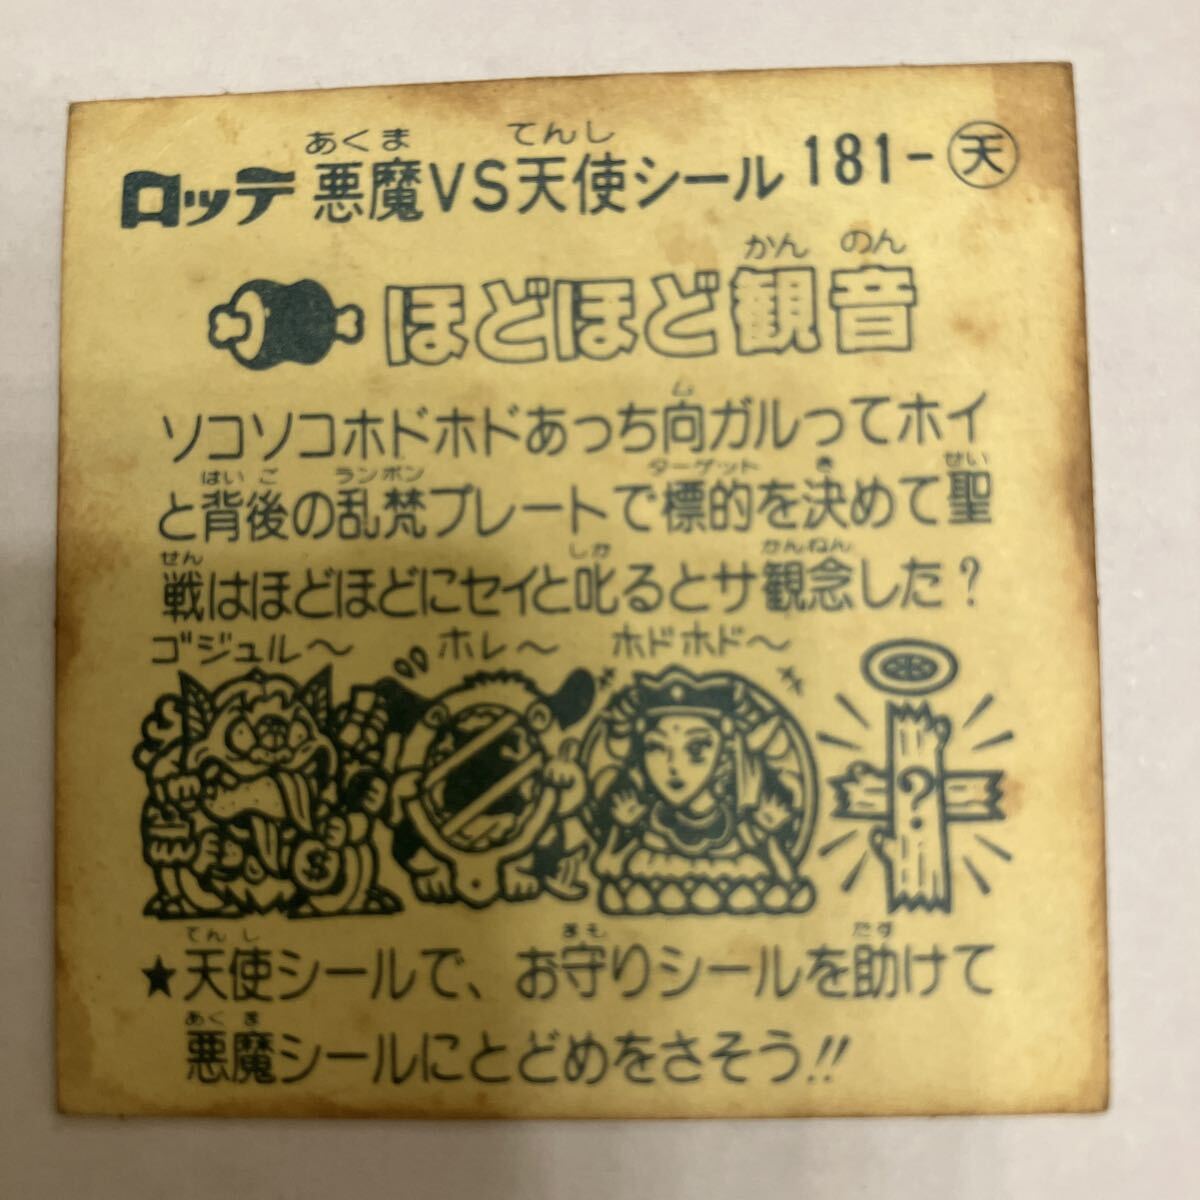 あくま てんし
ロッテ 悪魔VS天使シール 181-天
かん のん
ほどほど観音
ム
ソコソコホドホドあっち向ガルってホイ
はい ご ランボン ターゲット き せい
と背後の乱梵プレートで標的を決めて聖
せん しか かんねん
戦はほどほどにセイと叱るとサ観念した?
ゴジュル〜 ホレ〜 ホドホド〜
?
$
てん し まも たす
★天使シールで、お守りシールを助けて
あく ま
悪魔シールにとどめをさそう!!